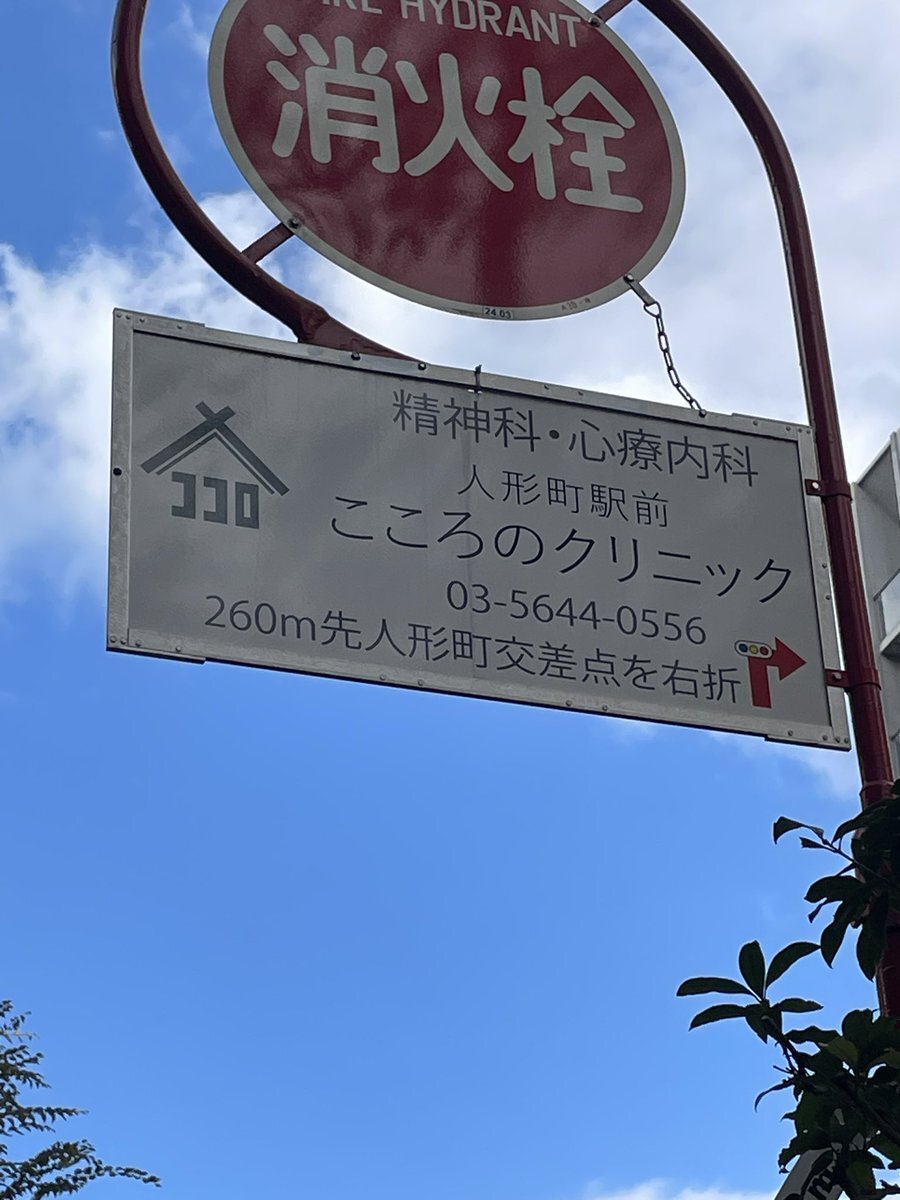 HYDRANT
消火栓
24.03
精神科・心療内科
人形町駅前
ココロ
こころのクリニック
03-5644-0556
260m先人形町交差点を右折